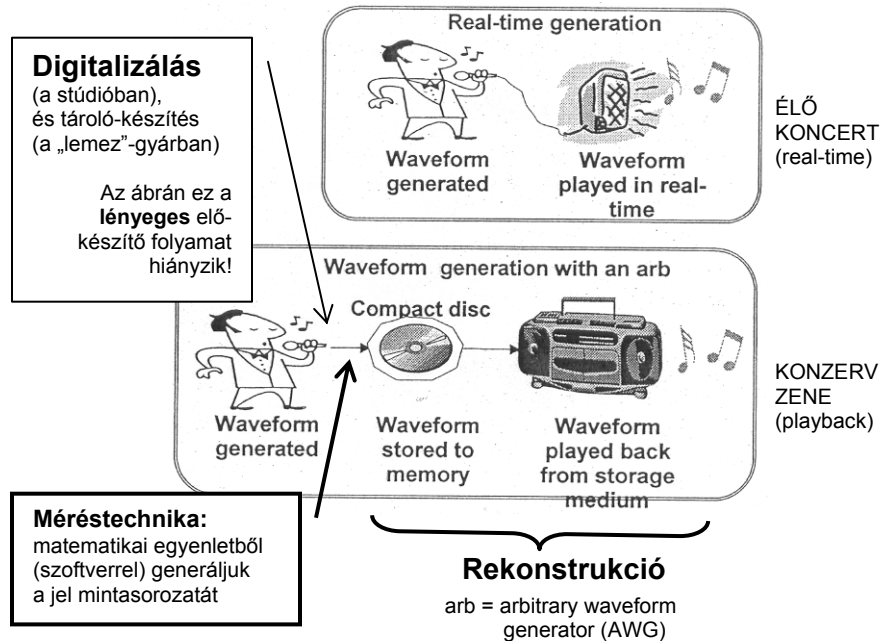 Digitalizálás
(a stúdióban),
és tároló-készítés
(a „lemez”-gyárban)
Az ábrán ez a
lényeges elő-
készítő folyamat
hiányzik!
Real-time generation
Waveform
generated
Waveform
played in real-
time
ÉLŐ
KONCERT
(real-time)
Waveform generation with an arb
Compact disc
Waveform
generated
Waveform
stored to
memory
Waveform
played back
from storage
medium
KONZERV
ZENE
(playback)
Méréstechnika:
matematikai egyenletből
(szoftverrel) generáljuk
a jel mintasorozatát
Rekonstrukció
arb = arbitrary waveform
generator (AWG)